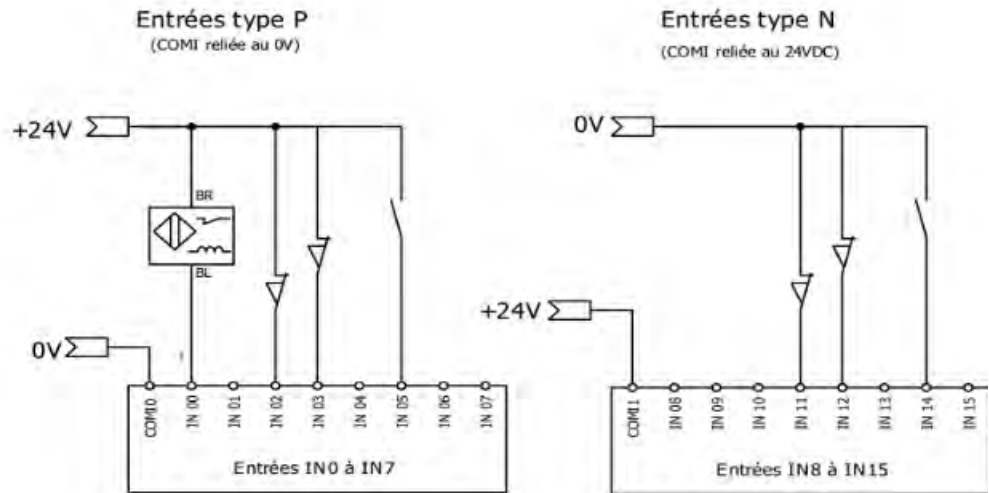 Entrées type P
(COMI reliée au 0V)
+24V
BR
BL
0V
COMI0
IN 00
IN 01
IN 02
IN 03
IN 04
IN 05
IN 06
IN 07
Entrées IN0 à IN7
Entrées type N
(COMI reliée au 24VDC)
0V
+24V
COMI1
IN 08
IN 09
IN 10
IN 11
IN 12
IN 13
IN 14
IN 15
Entrées IN8 à IN15